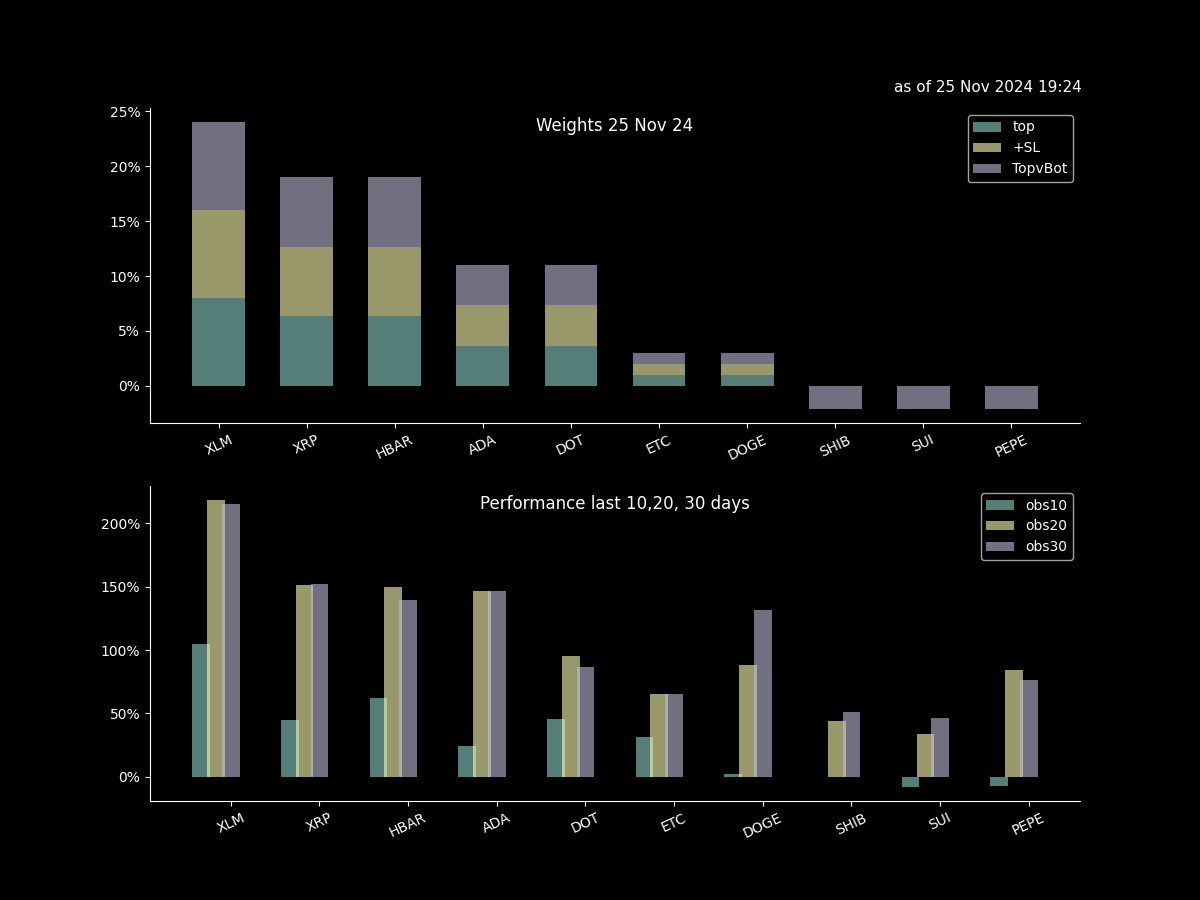 as of 25 Nov 2024 19:24
Weights 25 Nov 24
top
+SL
TopvBot
25%
20%
15%
10%
5%
0%
XLM XRP HBAR ADA DOT ETC DOGE SHIB SUI PEPE
Performance last 10,20, 30 days
obs10
obs20
obs30
200%
150%
100%
50%
0%
XLM XRP HBAR ADA DOT ETC DOGE SHIB SUI PEPE